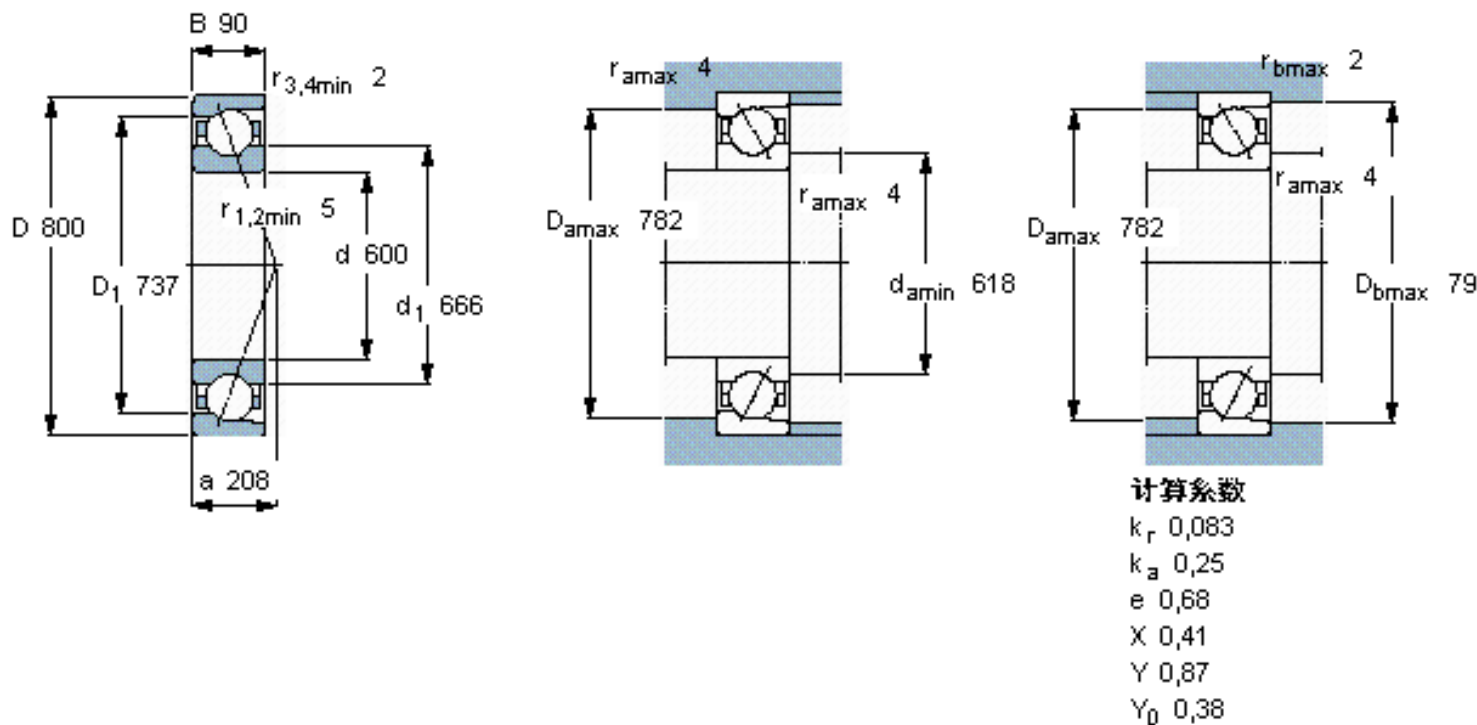 B 90
r3,4min 2
D 800
D1 737
r1,2min 5
d 600
d1 666
a 208
ramax 4
Damax 782
ramax 4
damin 618
rbmax 2
ramax 4
Damax 782
Dbmax 79
计算系数
kr 0,083
ka 0,25
e 0,68
X 0,41
Y 0,87
Y0 0,38